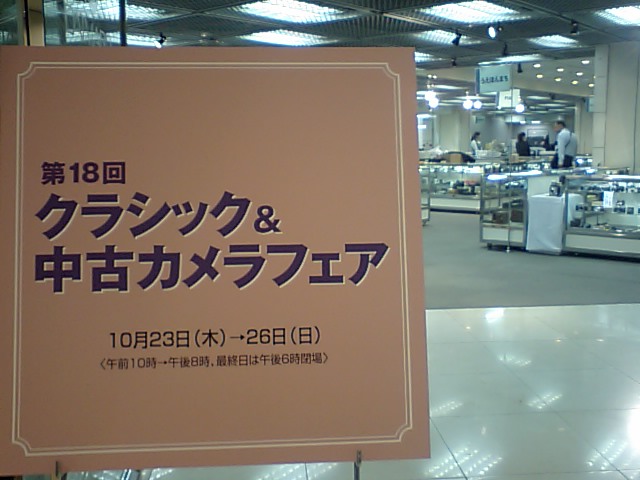 第18回
クラシック&
中古カメラフェア
10月23日(木)→26日(日)
〈午前10時→午後8時、最終日は午後6時閉場〉